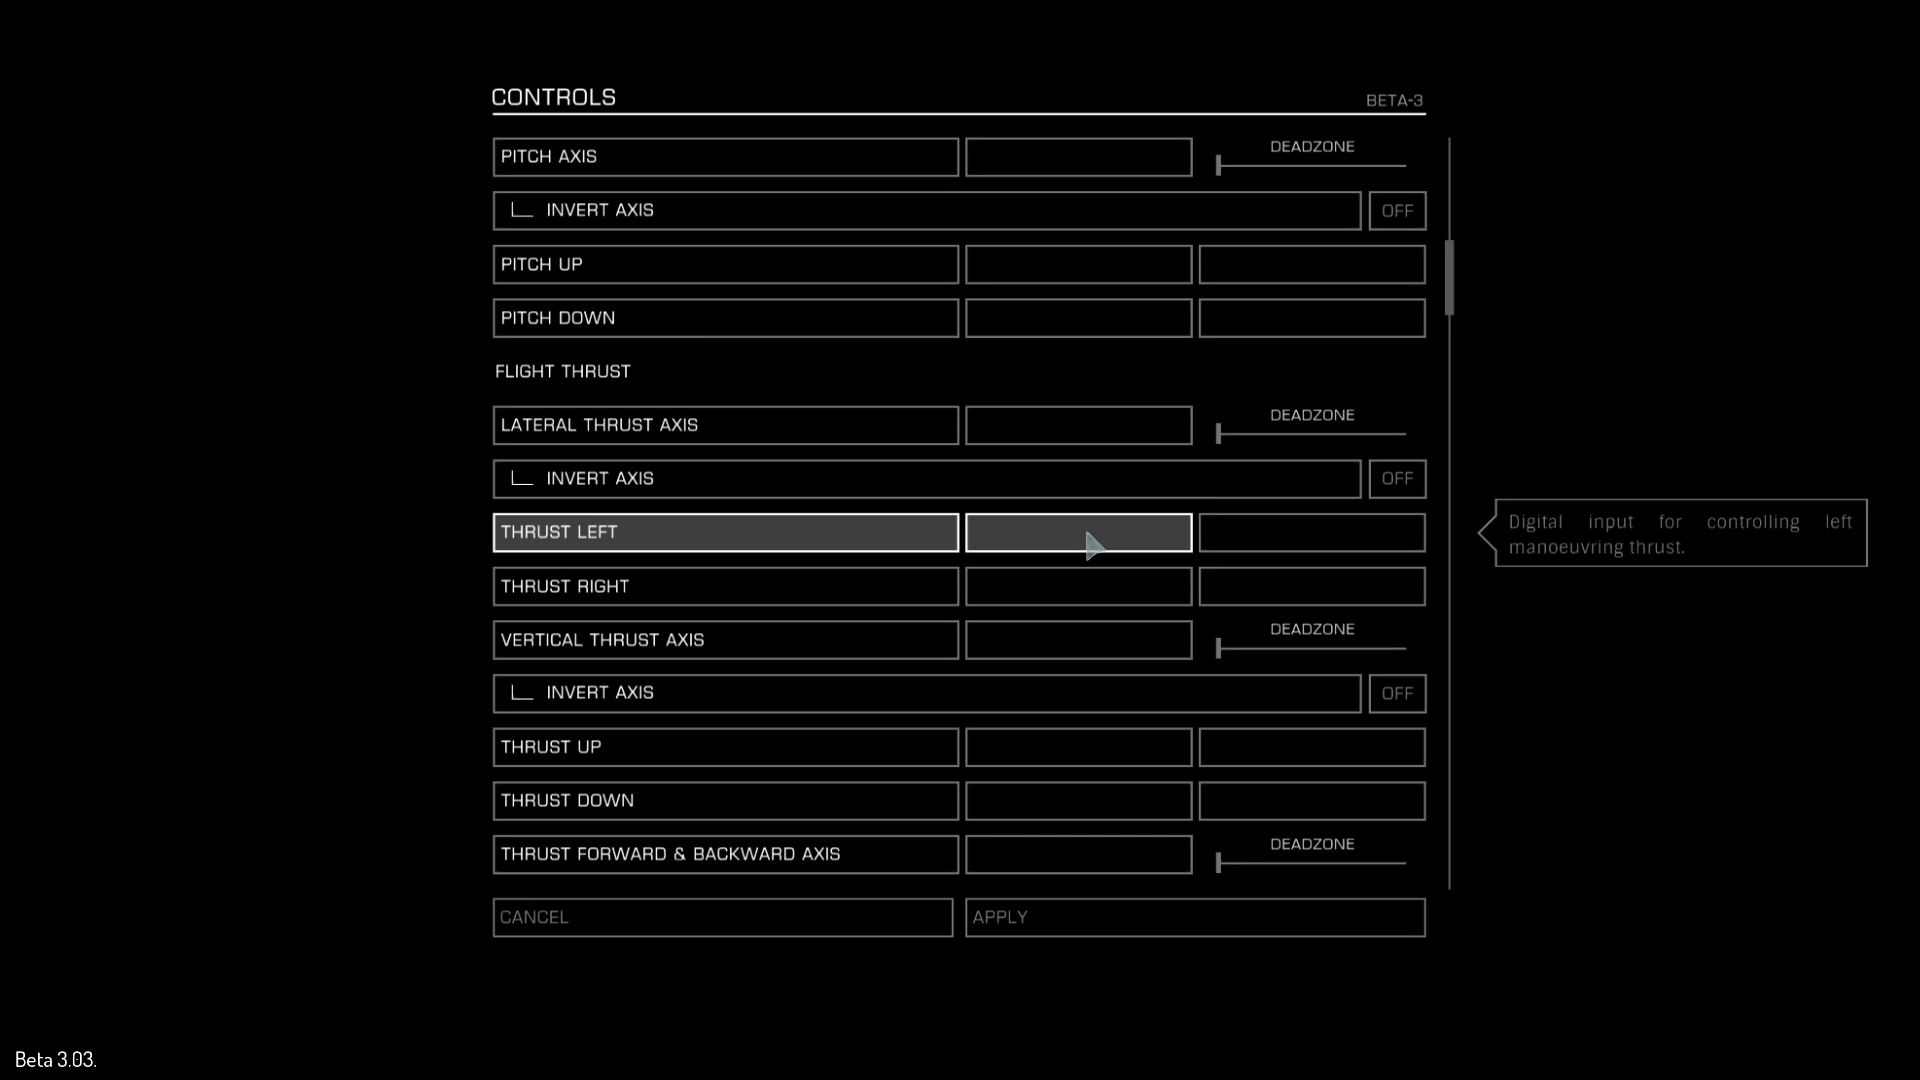 CONTROLS
BETA-3
PITCH AXIS
DEADZONE
INVERT AXIS
OFF
PITCH UP
PITCH DOWN
FLIGHT THRUST
LATERAL THRUST AXIS
DEADZONE
INVERT AXIS
OFF
THRUST LEFT
Digital input for controlling left
manoeuvring thrust.
THRUST RIGHT
VERTICAL THRUST AXIS
DEADZONE
INVERT AXIS
OFF
THRUST UP
THRUST DOWN
THRUST FORWARD & BACKWARD AXIS
DEADZONE
CANCEL
APPLY
Beta 3.03.